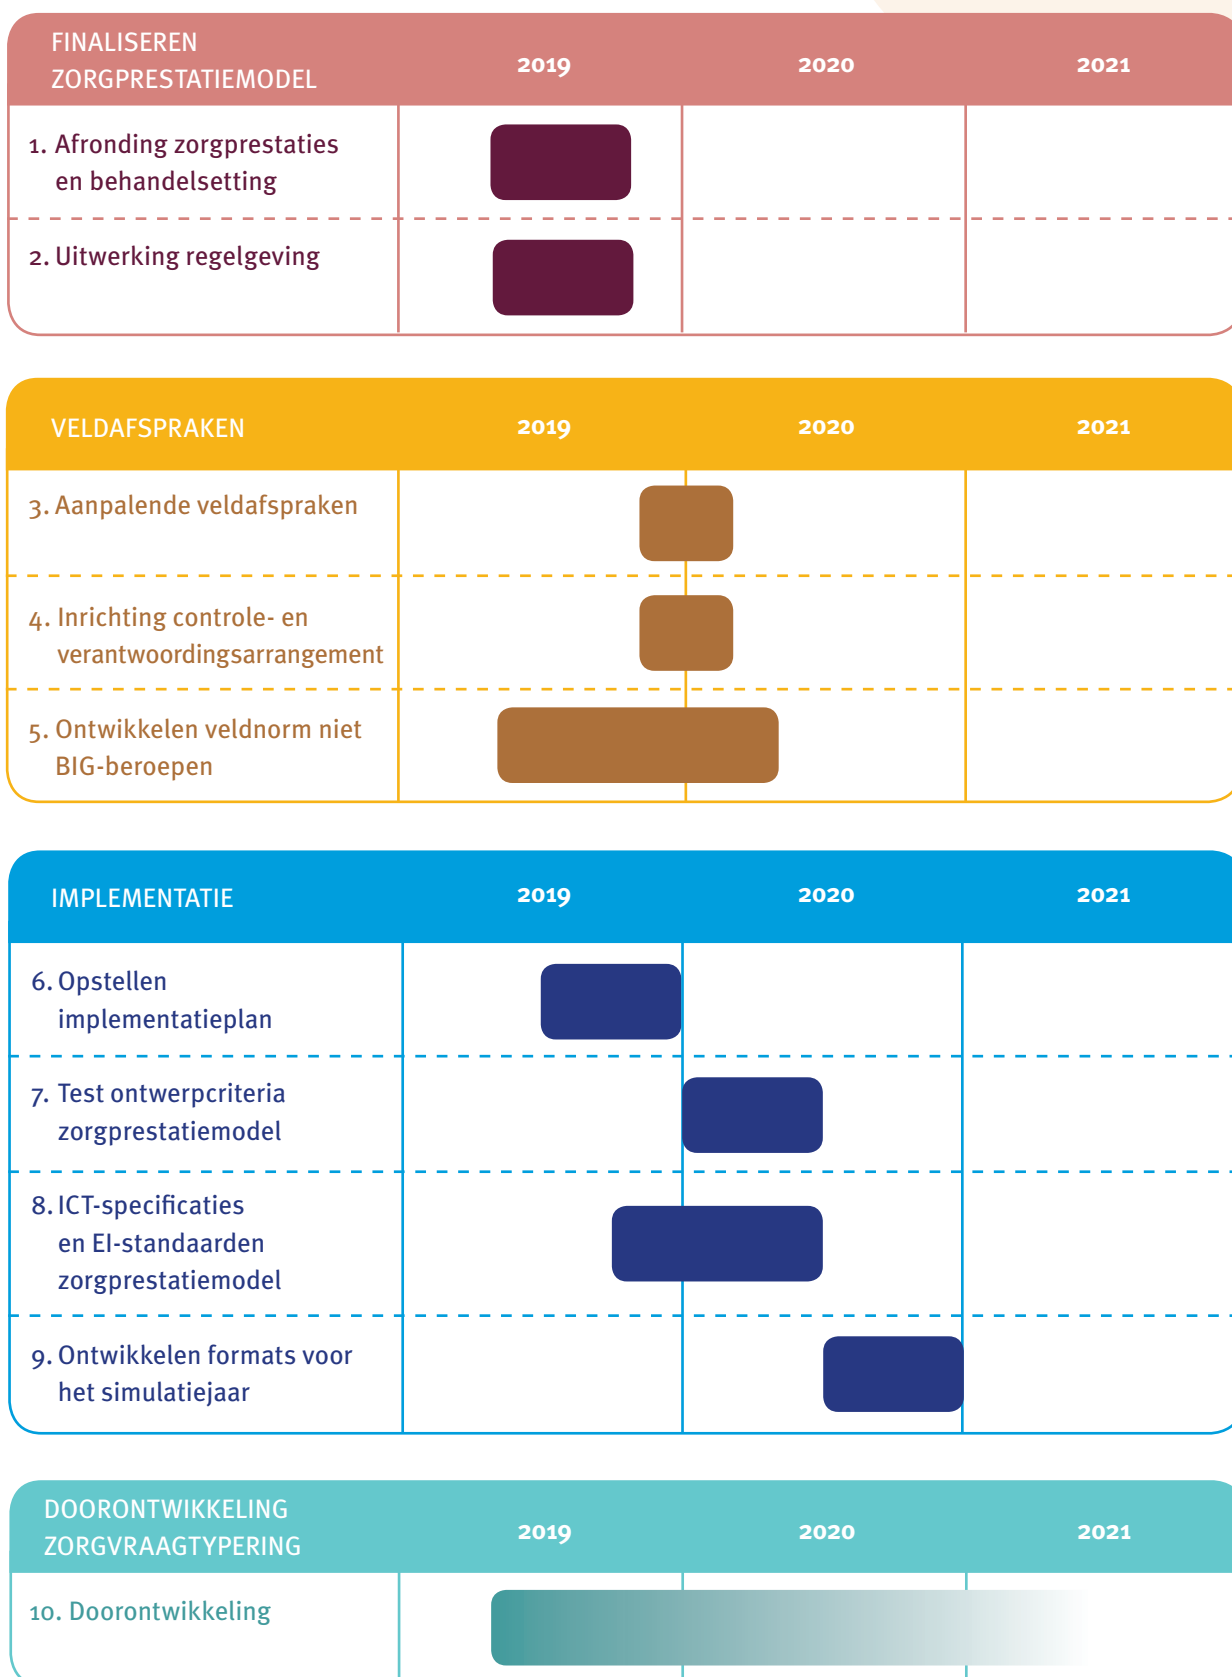 FINALISEREN
ZORGPRESTATIEMODEL
2019 2020 2021
1. Afronding zorgprestaties
en behandelsetting
2. Uitwerking regelgeving
VELDAFSPRAKEN 2019 2020 2021
3. Aanpalende veldafspraken
4. Inrichting controle- en
verantwoordingsarrangement
5. Ontwikkelen veldnorm niet
BIG-beroepen
IMPLEMENTATIE 2019 2020 2021
6. Opstellen
implementatieplan
7. Test ontwerpcriteria
zorgprestatiemodel
8. ICT-specificaties
en EI-standaarden
zorgprestatiemodel
9. Ontwikkelen formats voor
het simulatiejaar
DOORONTWIKKELING
ZORGVRAAGTYPERING
2019 2020 2021
10. Doorontwikkeling